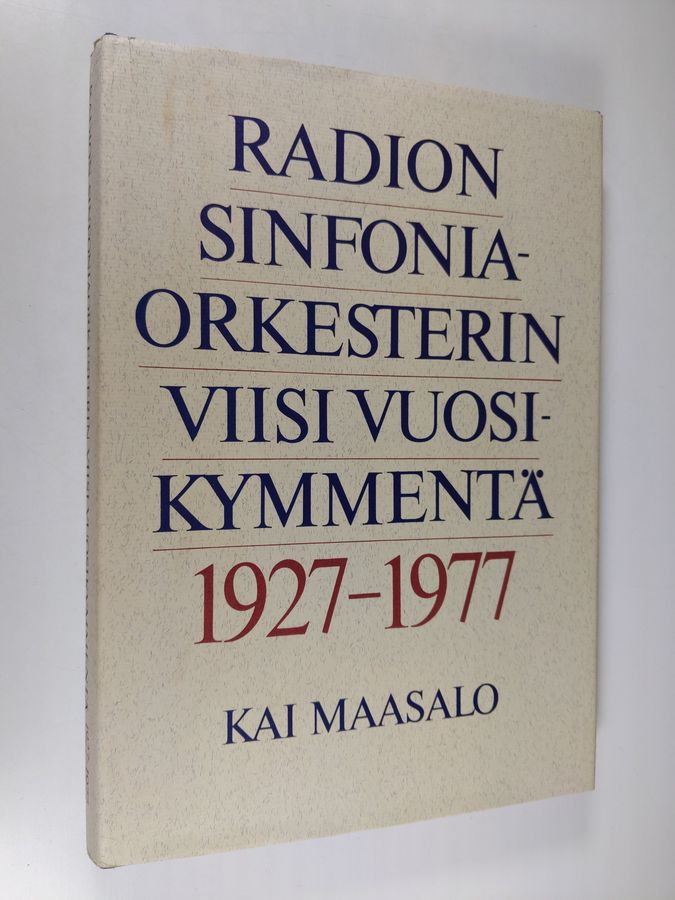 RADION
SINFONIA-
ORKESTERIN
VIISI VUOSI-
KYMMENTÄ
1927–1977
KAI MAASALO